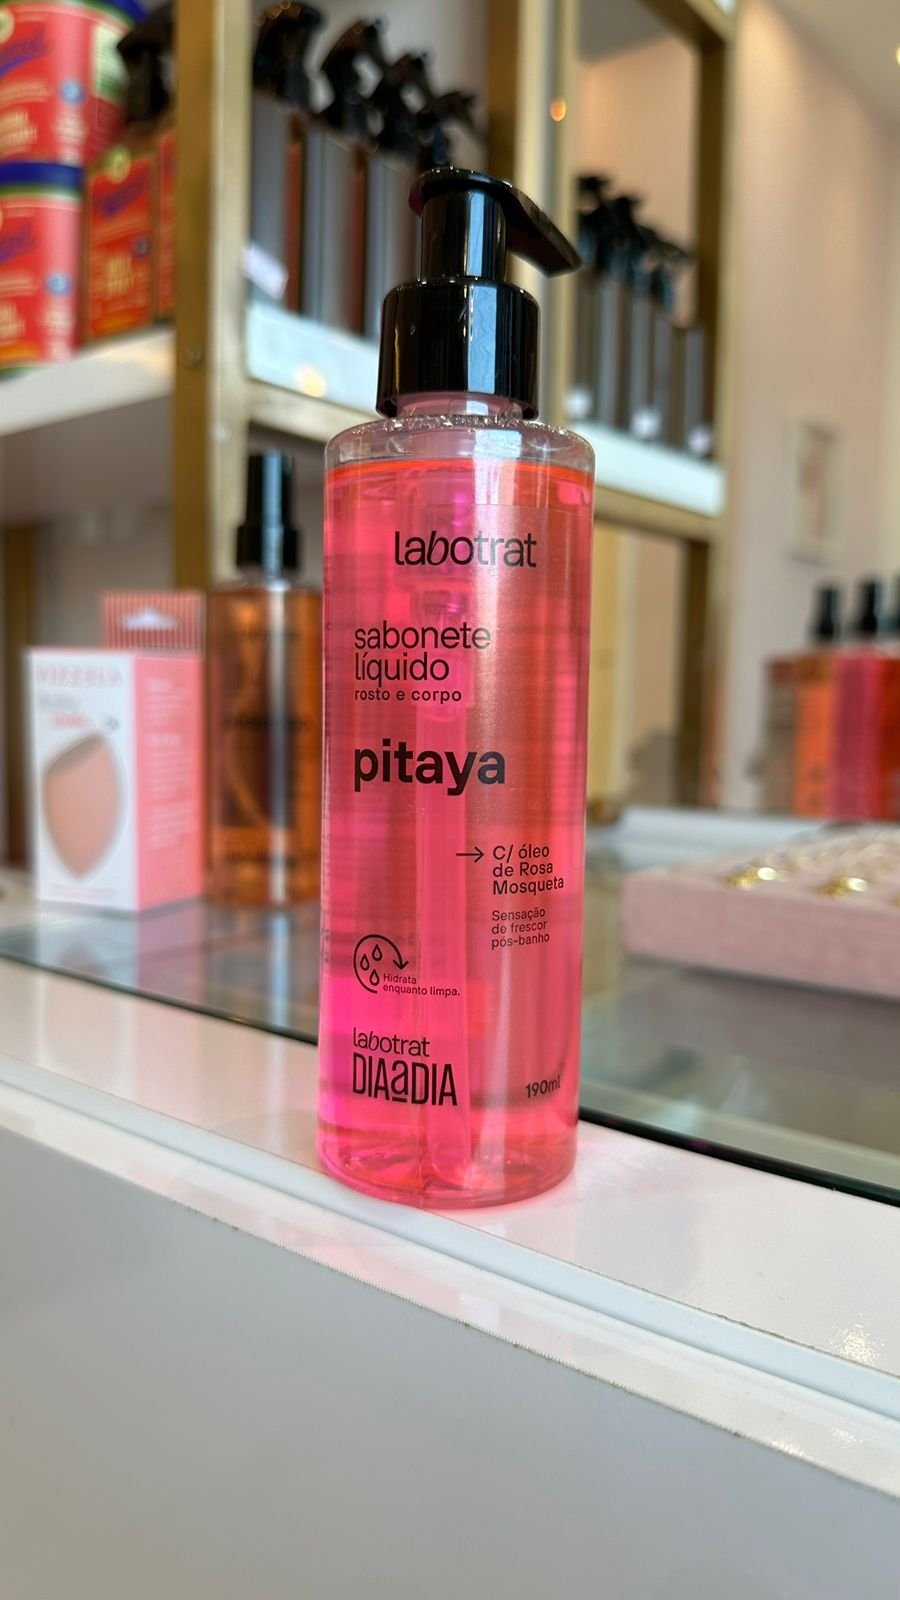 labotrat
sabonete
líquido
rosto e corpo
pitaya
C/ óleo
de Rosa
Mosqueta
Sensação
de frescor
pós-banho
Hidrata
enquanto limpa.
labotrat
DIAaDIA
190ml
VIZZELA